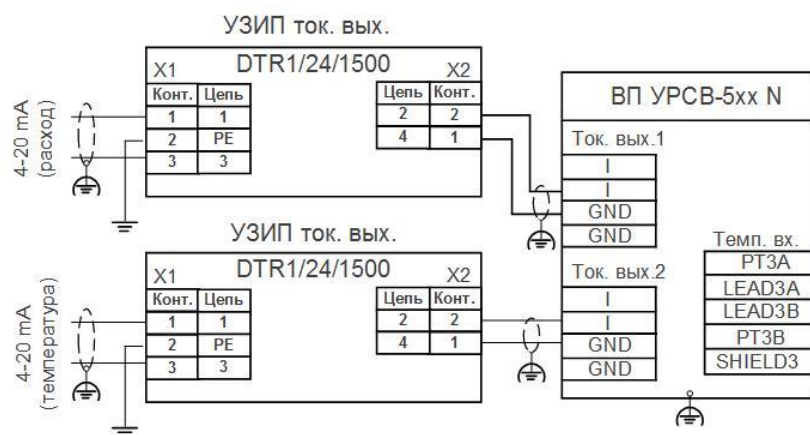 УЗИП ток. вых.
DTR1/24/1500
X1
X2
Конт. Цепь
1 1
2 PE
3 3
Цепь Конт.
2 2
4 1
4-20 mA
(расход)
УЗИП ток. вых.
DTR1/24/1500
X1
X2
Конт. Цепь
1 1
2 PE
3 3
Цепь Конт.
2 2
4 1
4-20 mA
(температура)
ВП УРСВ-5xx N
Ток. вых.1
I
I
GND
GND
Ток. вых.2
I
I
GND
GND
Темп. вх.
PT3A
LEAD3A
LEAD3B
PT3B
SHIELD3